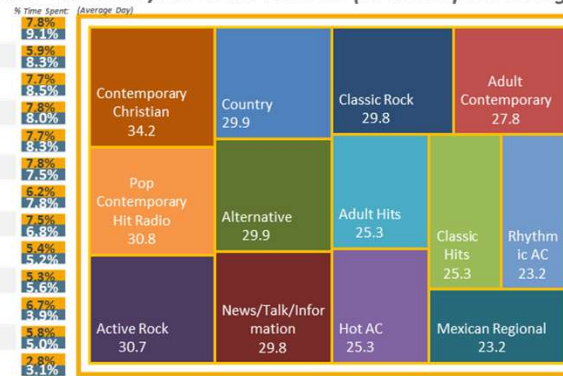 % Time Spent: (Average Day)
7.8%
9.1%
5.9%
8.3%
7.7%
8.5%
7.8%
8.0%
7.7%
8.3%
7.8%
7.5%
6.2%
7.8%
7.5%
6.8%
5.4%
5.2%
5.3%
5.6%
6.7%
3.9%
5.8%
5.0%
2.8%
3.1%
Contemporary
Christian
34.2
Country
29.9
Classic Rock
29.8
Adult
Contemporary
27.8
Pop
Contemporary
Hit Radio
30.8
Alternative
29.9
Adult Hits
25.3
Classic
Hits
25.3
Rhythm
ic AC
23.2
Active Rock
30.7
News/Talk/Infor
mation
29.8
Hot AC
25.3
Mexican Regional
23.2